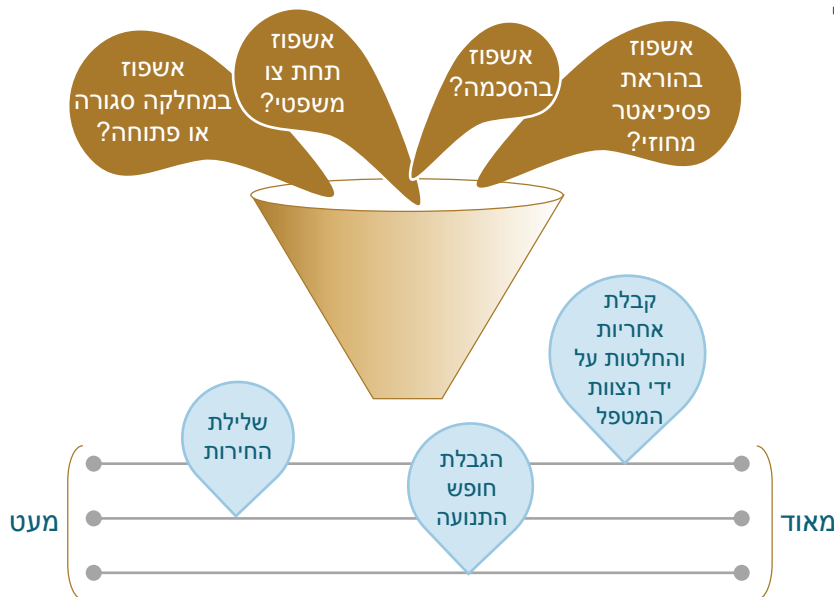 אשפוז
בהוראת
פסיכיאטר
מחוזי?
אשפוז
בהסכמה?
אשפוז
תחת צו
משפטי?
אשפוז
במחלקה סגורה
או פתוחה?
קבלת
אחריות
והחלטות על
ידי הצוות
המטפל
הגבלת
חופש
התנועה
שלילת
החירות
מאוד
מעט